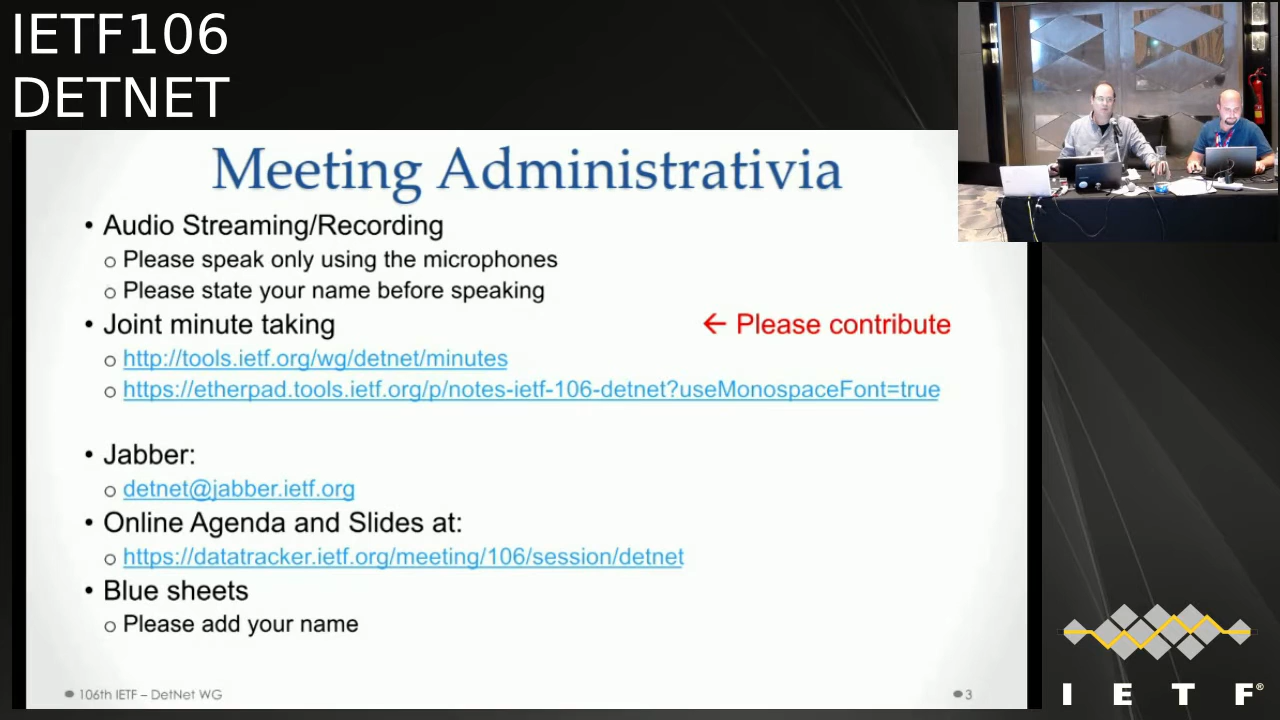 IETF106
DETNET
Meeting Administrativia
• Audio Streaming/Recording
o Please speak only using the microphones
o Please state your name before speaking
• Joint minute taking ← Please contribute
o http://tools.ietf.org/wg/detnet/minutes
o https://etherpad.tools.ietf.org/p/notes-ietf-106-detnet?useMonospaceFont=true
• Jabber:
o detnet@jabber.ietf.org
• Online Agenda and Slides at:
o https://datatracker.ietf.org/meeting/106/session/detnet
• Blue sheets
o Please add your name
106th IETF – DetNet WG
3
I E T F®